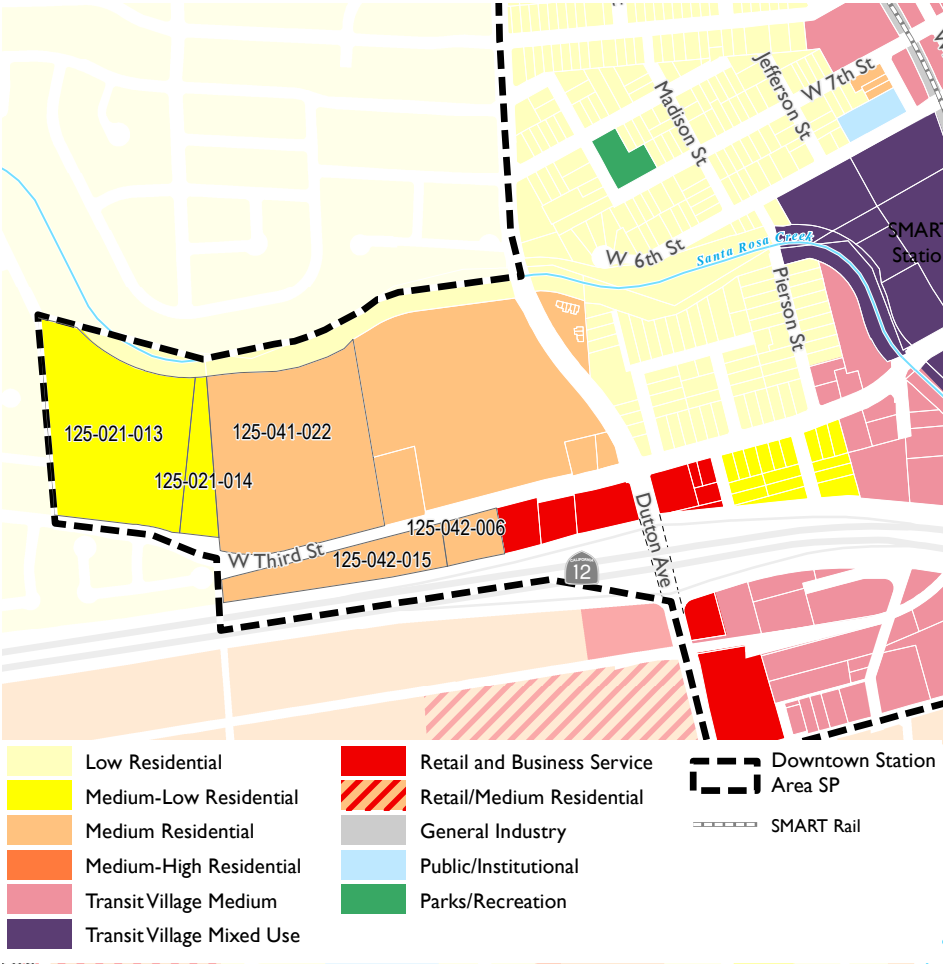 Jefferson St
W 7th St
Madison St
Santa Rosa Creek
W 6th St
Pierson St
SMART
Statio
125-021-013
125-041-022
125-021-014
125-042-006
W Third St
125-042-015
Dutton Ave
CALIFORNIA
12
Low Residential
Medium-Low Residential
Medium Residential
Medium-High Residential
Transit Village Medium
Transit Village Mixed Use
Retail and Business Service
Retail/Medium Residential
General Industry
Public/Institutional
Parks/Recreation
Downtown Station
Area SP
SMART Rail